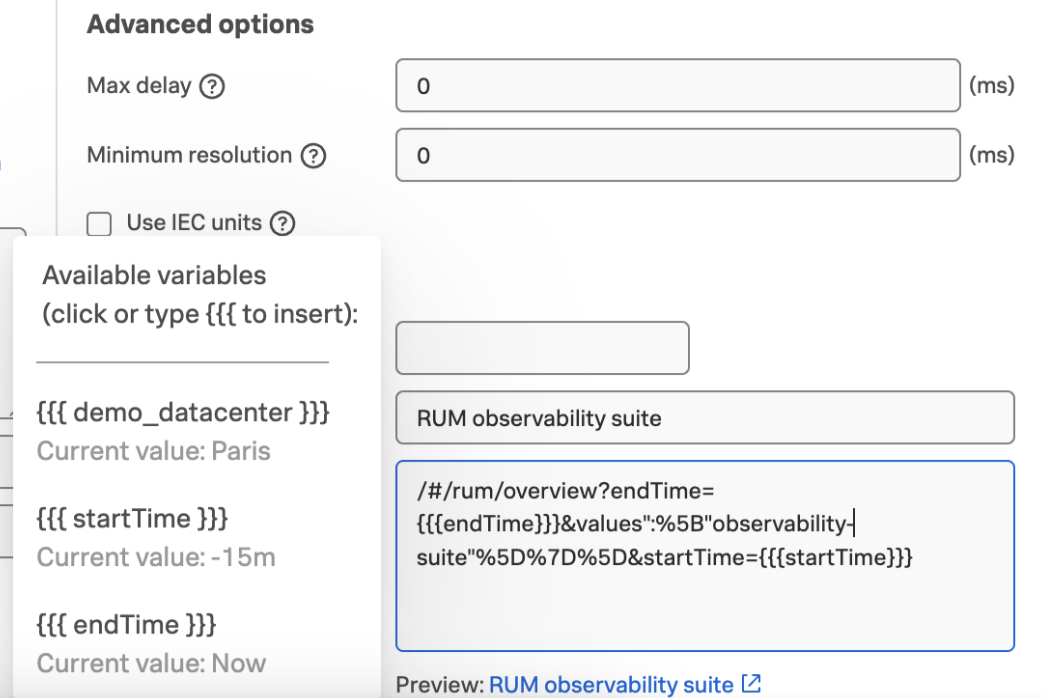 Advanced options
Max delay ?
0
(ms)
Minimum resolution ?
0
(ms)
Use IEC units ?
Available variables
(click or type {{{ to insert):
{{{ demo_datacenter }}}
Current value: Paris
{{{ startTime }}}
Current value: -15m
{{{ endTime }}}
Current value: Now
RUM observability suite
/#/rum/overview?endTime=
{{{endTime}}}&values":%5B"observability-
suite"%5D%7D%5D&startTime={{{startTime}}}
Preview: RUM observability suite